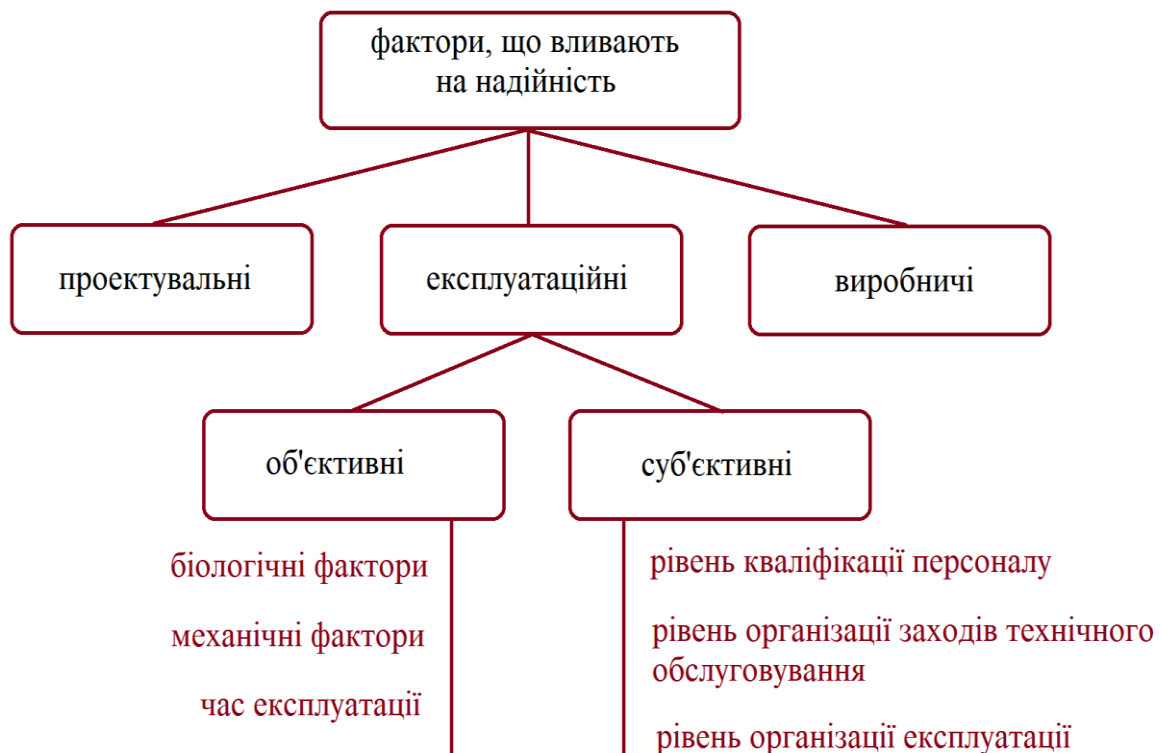 фактори, що вливають
на надійність
проектувальні
експлуатаційні
виробничі
об'єктивні
суб'єктивні
біологічні фактори
механічні фактори
час експлуатації
рівень кваліфікації персоналу
рівень організації заходів технічного
обслуговування
рівень організації експлуатації